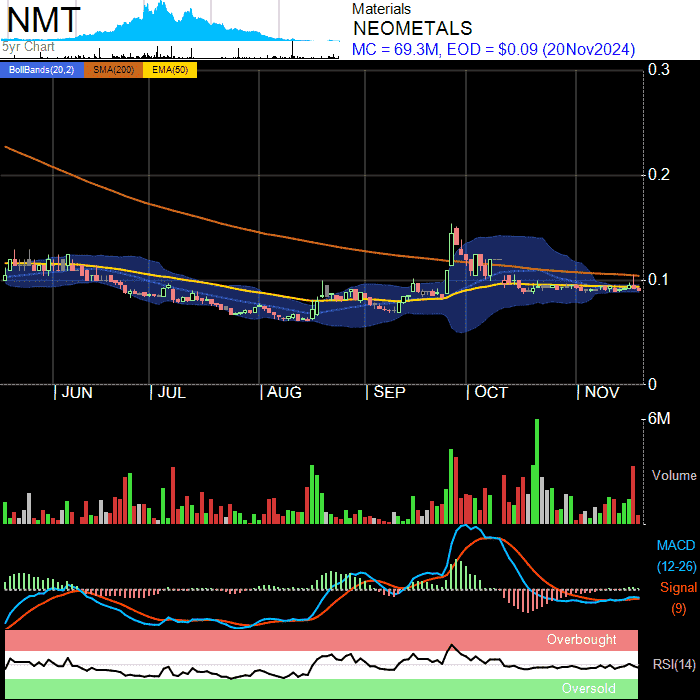 NMT
5yr Chart
Materials
NEOMETALS
MC = 69.3M, EOD = $0.09 (20Nov2024)
BollBands(20,2) SMA(200) EMA(50)
0.3
0.2
0.1
0
JUN JUL AUG SEP OCT NOV
6M
Volume
MACD
(12-26)
Signal
(9)
Overbought
RSI(14)
Oversold